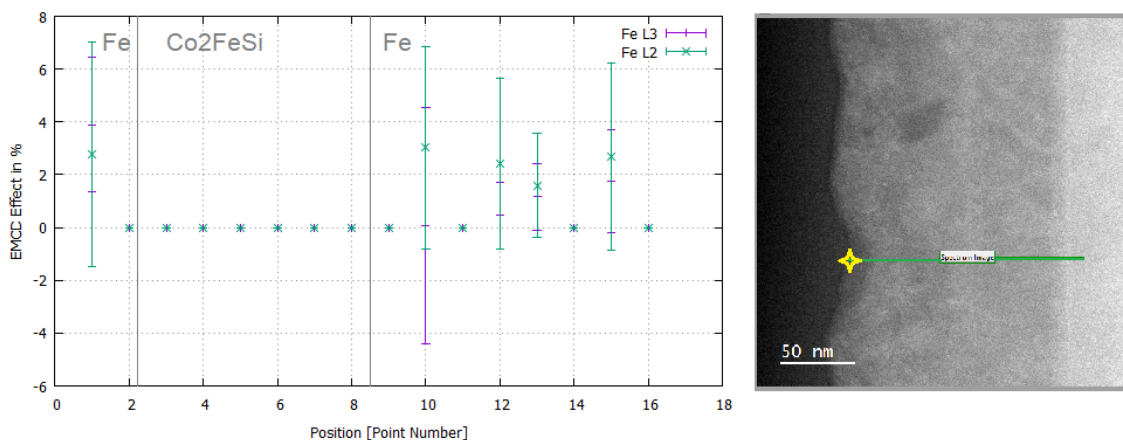 EMCD Effect in %
8
6
4
2
0
-2
-4
-6
Fe
Co2FeSi
Fe
Fe L3
Fe L2
0 2 4 6 8 10 12 14 16 18
Position [Point Number]
Spectrum Image
50 nm